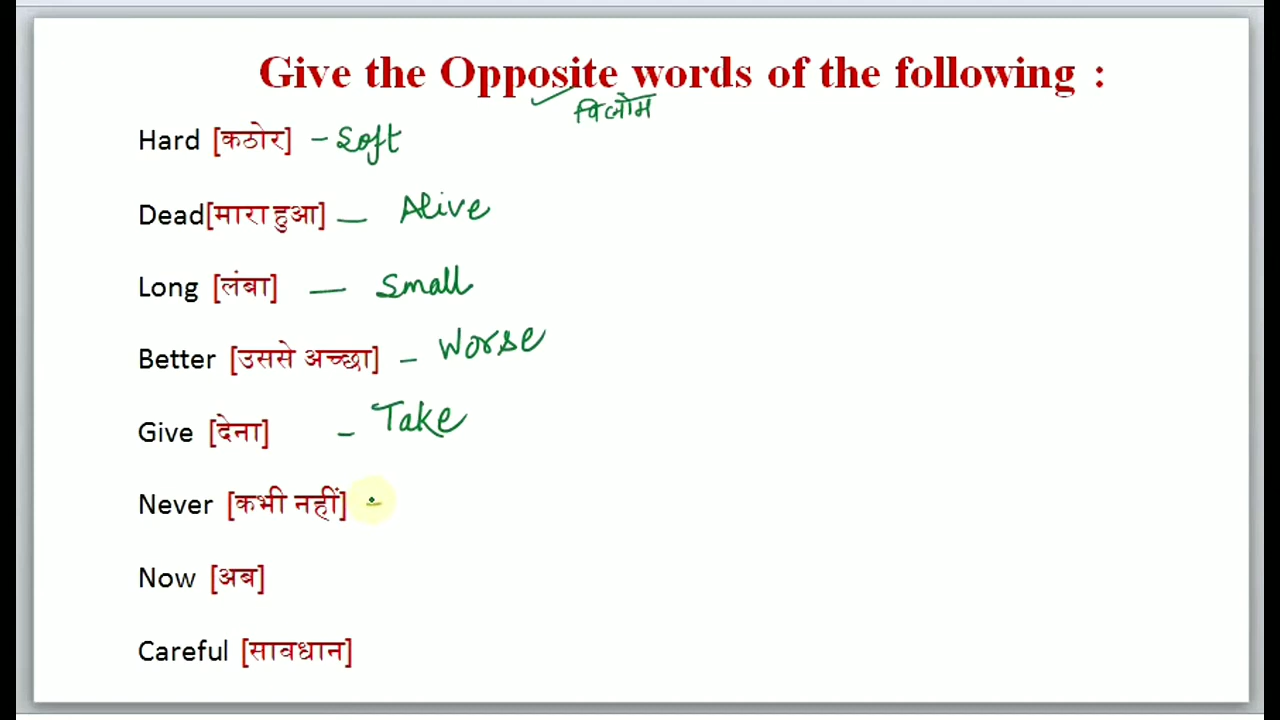 Give the Opposite words of the following :
विलोम
Hard [कठोर] - Soft
Dead[मारा हुआ] - Alive
Long [लंबा] - Small
Better [उससे अच्छा] - Worse
Give [देना] - Take
Never [कभी नहीं] -
Now [अब]
Careful [सावधान]